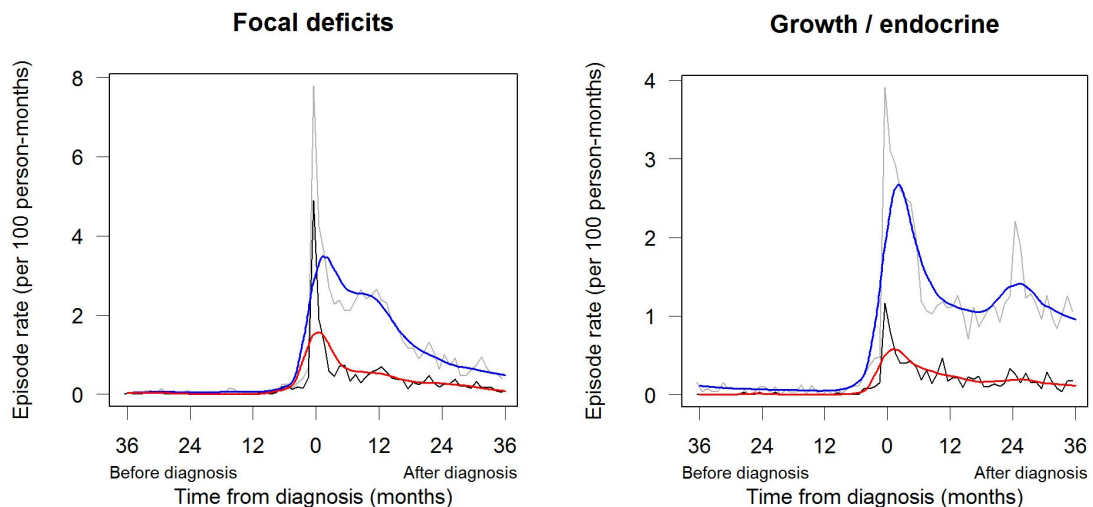 Focal deficits
Episode rate (per 100 person-months)
8
6
4
2
0
36 24 12 0 12 24 36
Before diagnosis After diagnosis
Time from diagnosis (months)
Growth / endocrine
Episode rate (per 100 person-months)
4
3
2
1
0
36 24 12 0 12 24 36
Before diagnosis After diagnosis
Time from diagnosis (months)